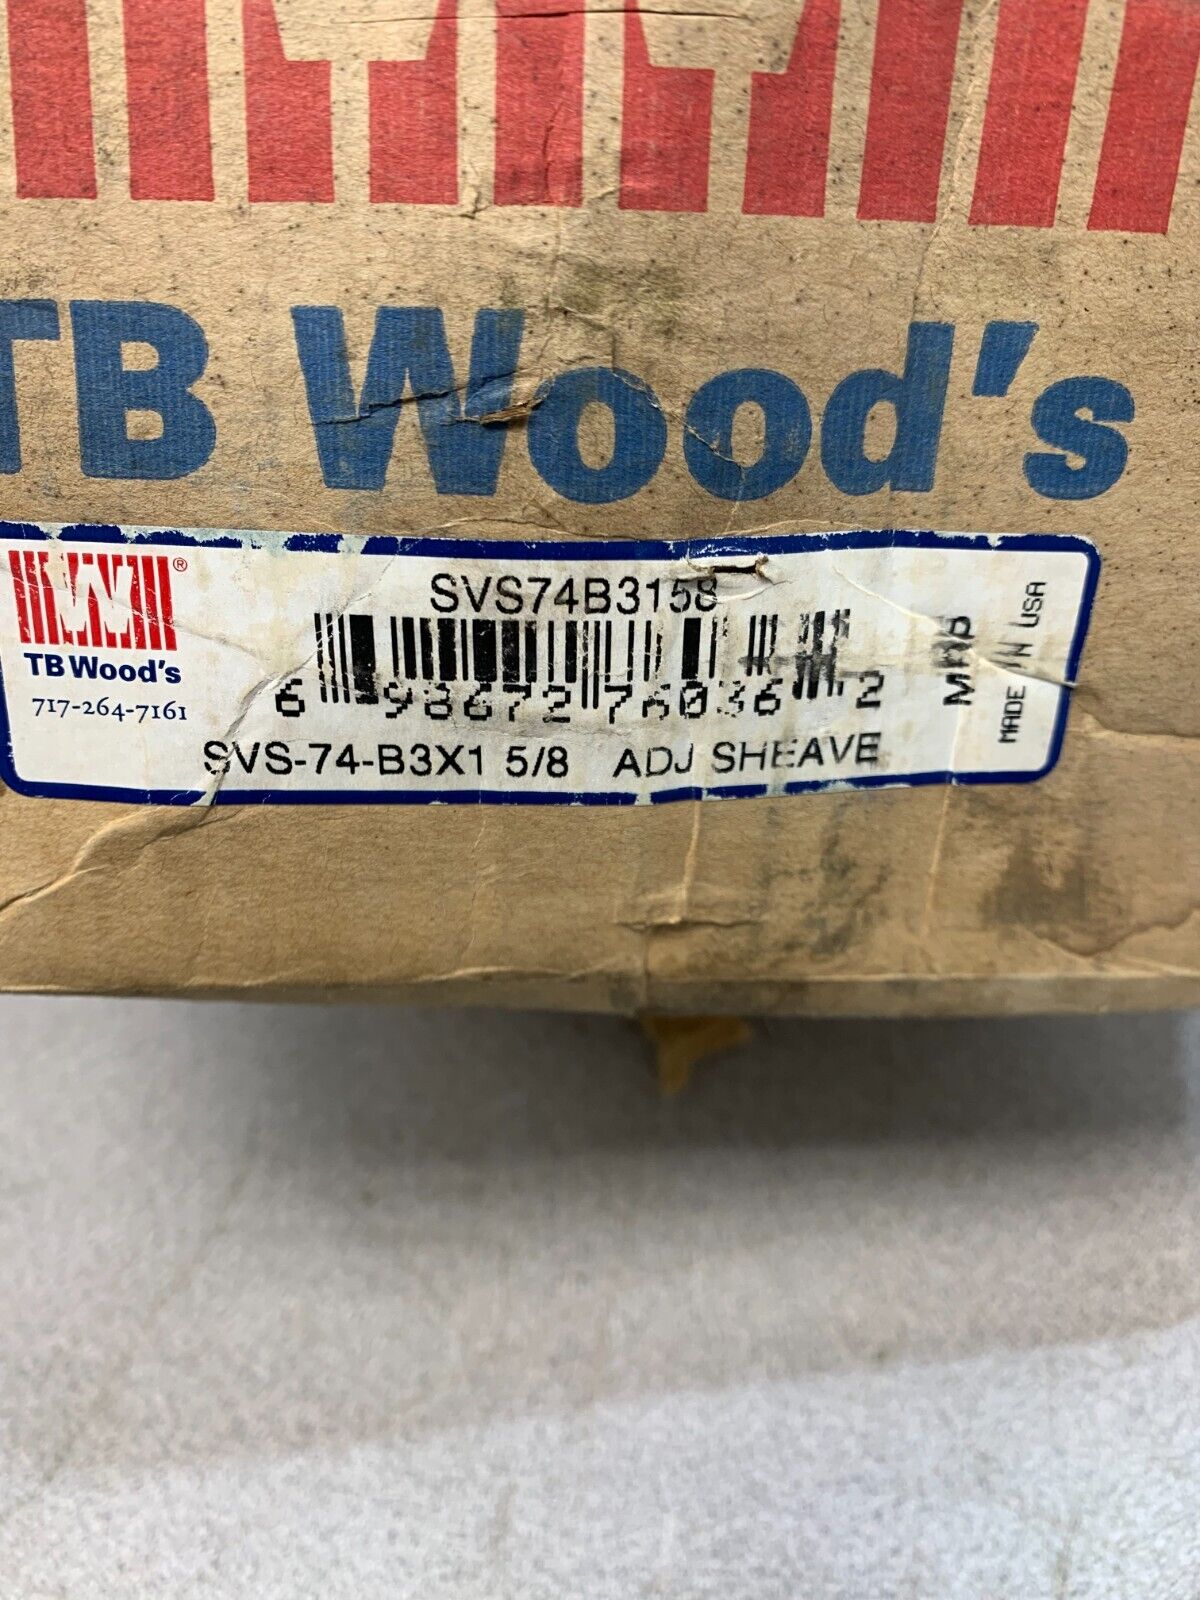 TB Wood's
SVS74B3158
TB Wood's
®
717-264-7161
6 98672 76036 2
SVS-74-B3X1 5/8 ADJ SHEAVE
MADE IN USA